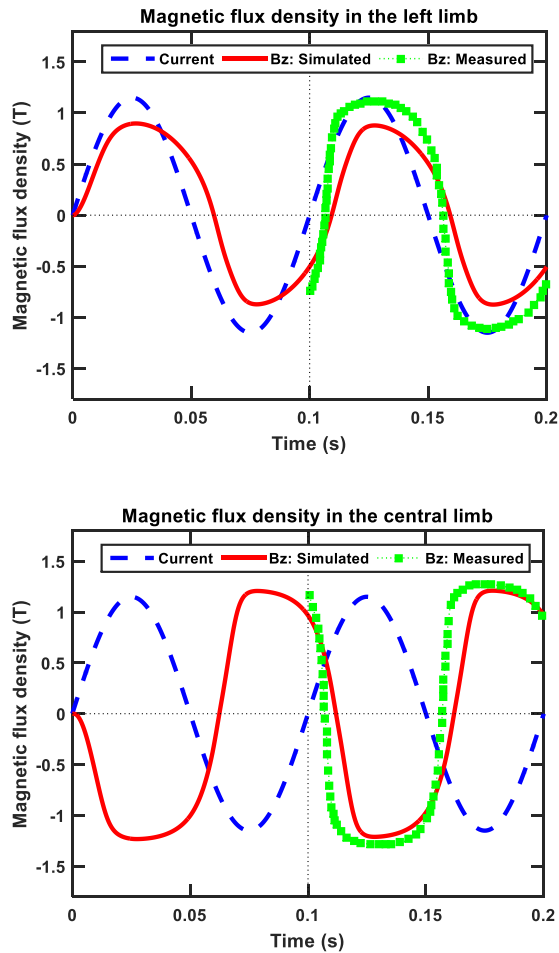 Magnetic flux density in the left limb
Current Bz: Simulated Bz: Measured
Magnetic flux density (T)
1.5
1
0.5
0
-0.5
-1
-1.5
0 0.05 0.1 0.15 0.2
Time (s)
Magnetic flux density in the central limb
Current Bz: Simulated Bz: Measured
Magnetic flux density (T)
1.5
1
0.5
0
-0.5
-1
-1.5
0 0.05 0.1 0.15 0.2
Time (s)